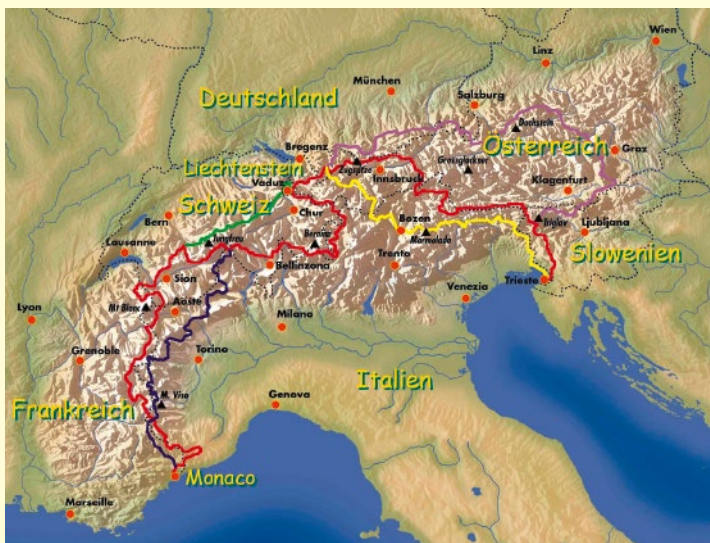 Wien
Linz
München
Salzburg
Deutschland
Dachstein
Österreich
Graz
Bregenz
Zugspitze
Grossglockner
Liechtenstein
Innsbruck
Vaduz
Klagenfurt
Schweiz
Chur
Bern
Bozen
Triglav
Ljubljana
Jungfrau
Bernina
Marmolada
Lausanne
Slowenien
Bellinzona
Trento
Sion
Trieste
Venezia
Mt Blanc
Aoste
Lyon
Milano
Grenoble
Torino
Italien
Frankreich
M. Viso
Genova
Monaco
Marseille